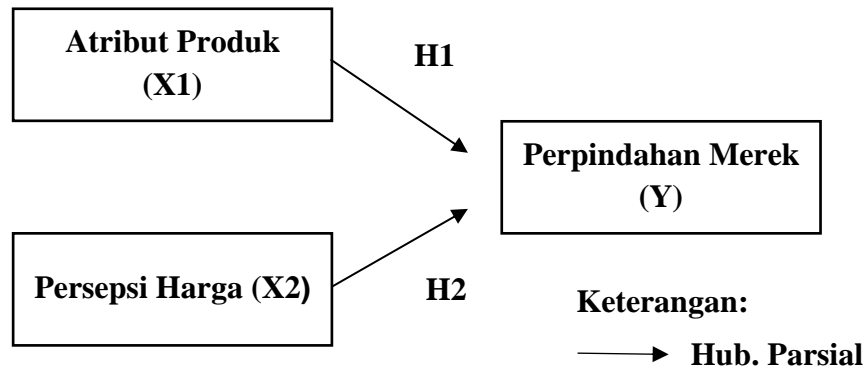 Atribut Produk
(X1)
H1
Perpindahan Merek
(Y)
Persepsi Harga (X2)
H2
Keterangan:
Hub. Parsial